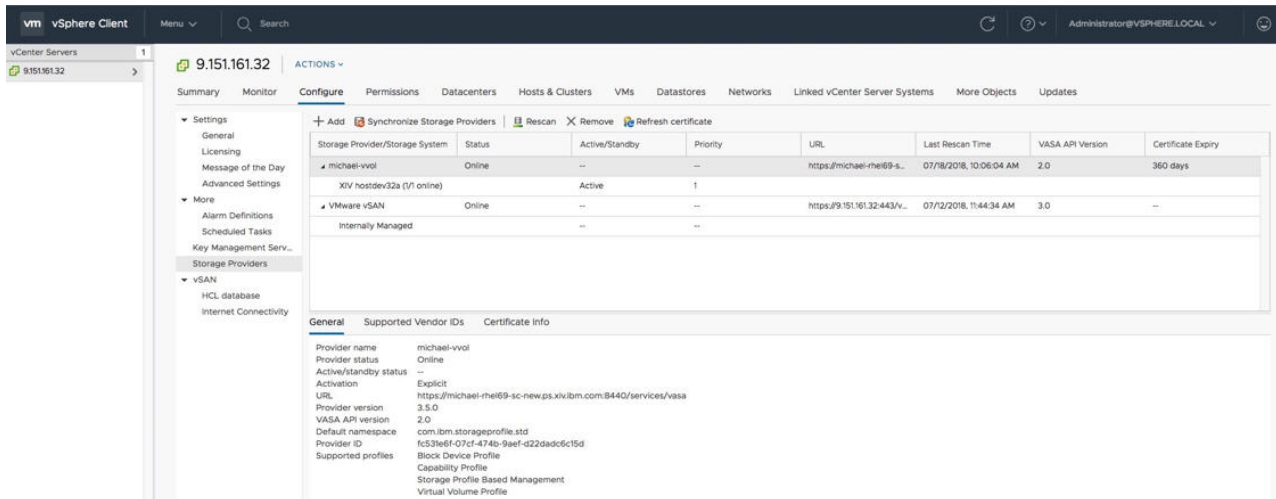 vm vSphere Client Menu Search Administrator@VSPHERE.LOCAL
vCenter Servers 1
9.151.161.32
9.151.161.32 ACTIONS
Summary Monitor Configure Permissions Datacenters Hosts & Clusters VMs Datastores Networks Linked vCenter Server Systems More Objects Updates
Settings
General
Licensing
Message of the Day
Advanced Settings
More
Alarm Definitions
Scheduled Tasks
Key Management Serv...
Storage Providers
vSAN
HCL database
Internet Connectivity
Add Synchronize Storage Providers Rescan Remove Refresh certificate
Storage Provider/Storage System Status Active/Standby Priority URL Last Rescan Time VASA API Version Certificate Expiry
michael-vvol Online -- -- https://michael-rhel69-s... 07/18/2018, 10:06:04 AM 2.0 360 days
XIV hostdev32a (1/1 online) Active 1
VMware vSAN Online -- -- https://9.151.161.32:443/v... 07/12/2018, 11:44:34 AM 3.0 --
Internally Managed -- --
General Supported Vendor IDs Certificate Info
Provider name michael-vvol
Provider status Online
Active/standby status --
Activation Explicit
URL https://michael-rhel69-sc-new.ps.xiv.ibm.com:8440/services/vasa
Provider version 3.5.0
VASA API version 2.0
Default namespace com.ibm.storageprofile.std
Provider ID fc531e6f-07cf-474b-9aef-d22dadc6c15d
Supported profiles Block Device Profile
Capability Profile
Storage Profile Based Management
Virtual Volume Profile